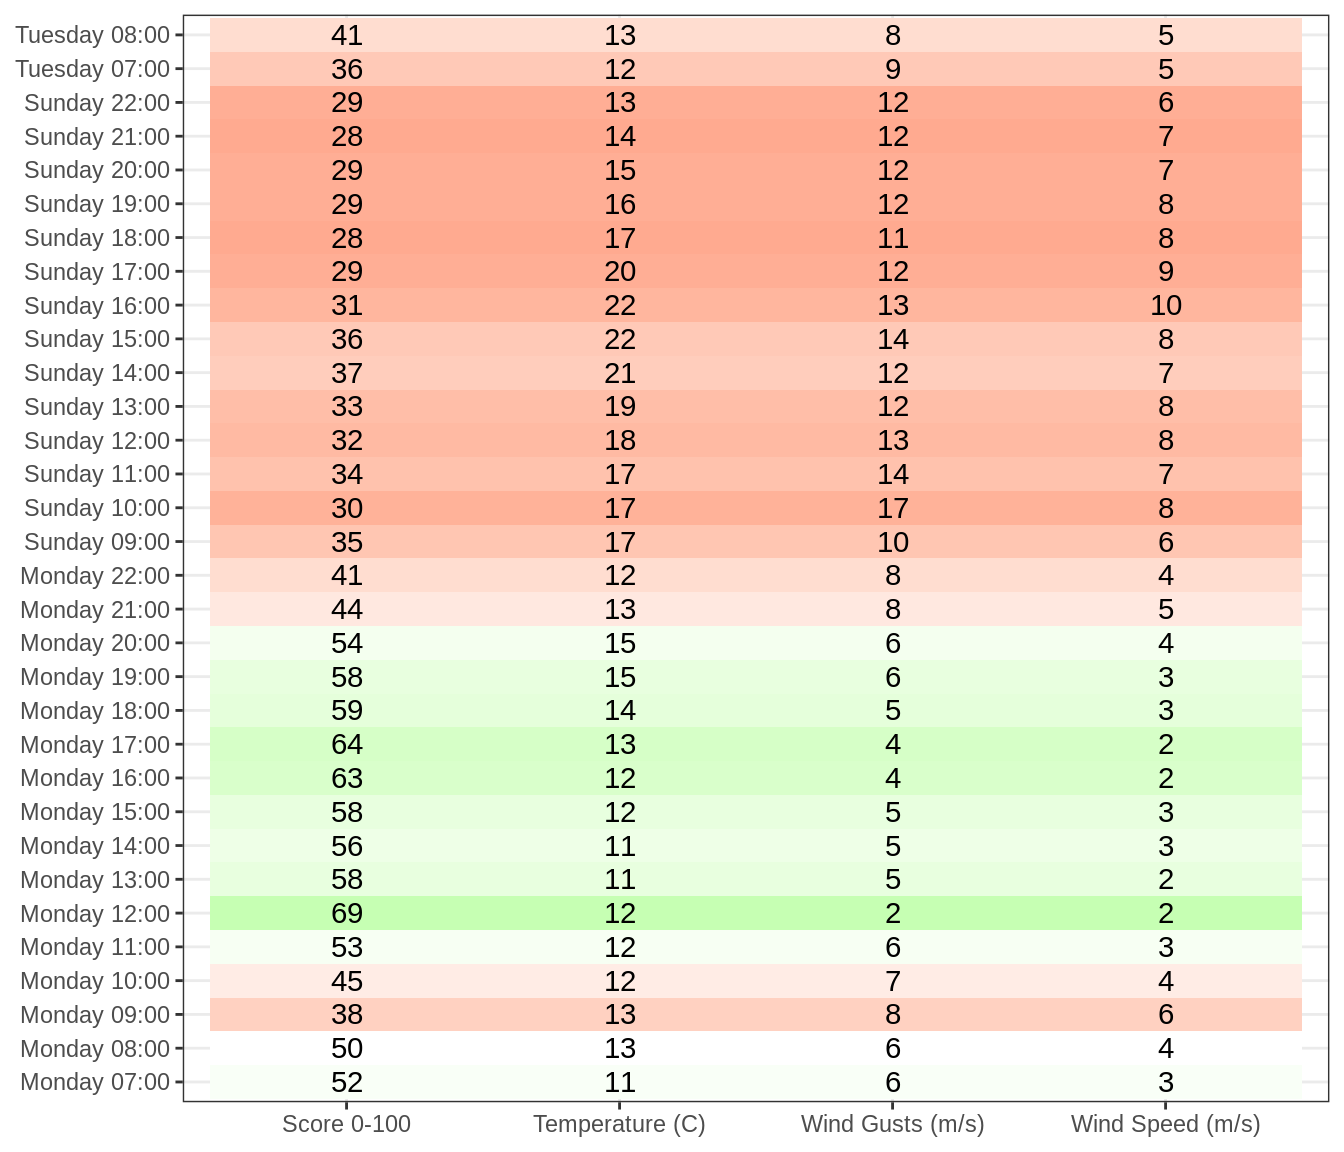 Tuesday 08:00 41 13 8 5
Tuesday 07:00 36 12 9 5
Sunday 22:00 29 13 12 6
Sunday 21:00 28 14 12 7
Sunday 20:00 29 15 12 7
Sunday 19:00 29 16 12 8
Sunday 18:00 28 17 11 8
Sunday 17:00 29 20 12 9
Sunday 16:00 31 22 13 10
Sunday 15:00 36 22 14 8
Sunday 14:00 37 21 12 7
Sunday 13:00 33 19 12 8
Sunday 12:00 32 18 13 8
Sunday 11:00 34 17 14 7
Sunday 10:00 30 17 17 8
Sunday 09:00 35 17 10 6
Monday 22:00 41 12 8 4
Monday 21:00 44 13 8 5
Monday 20:00 54 15 6 4
Monday 19:00 58 15 6 3
Monday 18:00 59 14 5 3
Monday 17:00 64 13 4 2
Monday 16:00 63 12 4 2
Monday 15:00 58 12 5 3
Monday 14:00 56 11 5 3
Monday 13:00 58 11 5 2
Monday 12:00 69 12 2 2
Monday 11:00 53 12 6 3
Monday 10:00 45 12 7 4
Monday 09:00 38 13 8 6
Monday 08:00 50 13 6 4
Monday 07:00 52 11 6 3
Score 0-100 Temperature (C) Wind Gusts (m/s) Wind Speed (m/s)